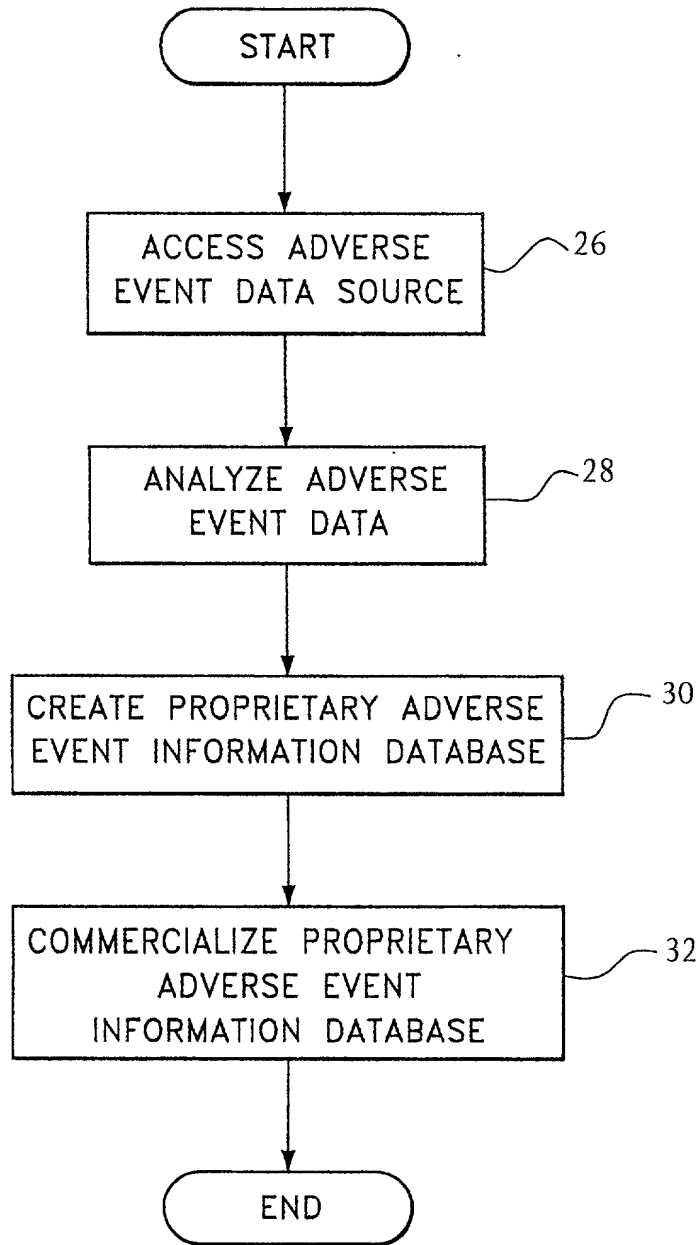 START
ACCESS ADVERSE
EVENT DATA SOURCE
26
ANALYZE ADVERSE
EVENT DATA
28
CREATE PROPRIETARY ADVERSE
EVENT INFORMATION DATABASE
30
COMMERCIALIZE PROPRIETARY
ADVERSE EVENT
INFORMATION DATABASE
32
END